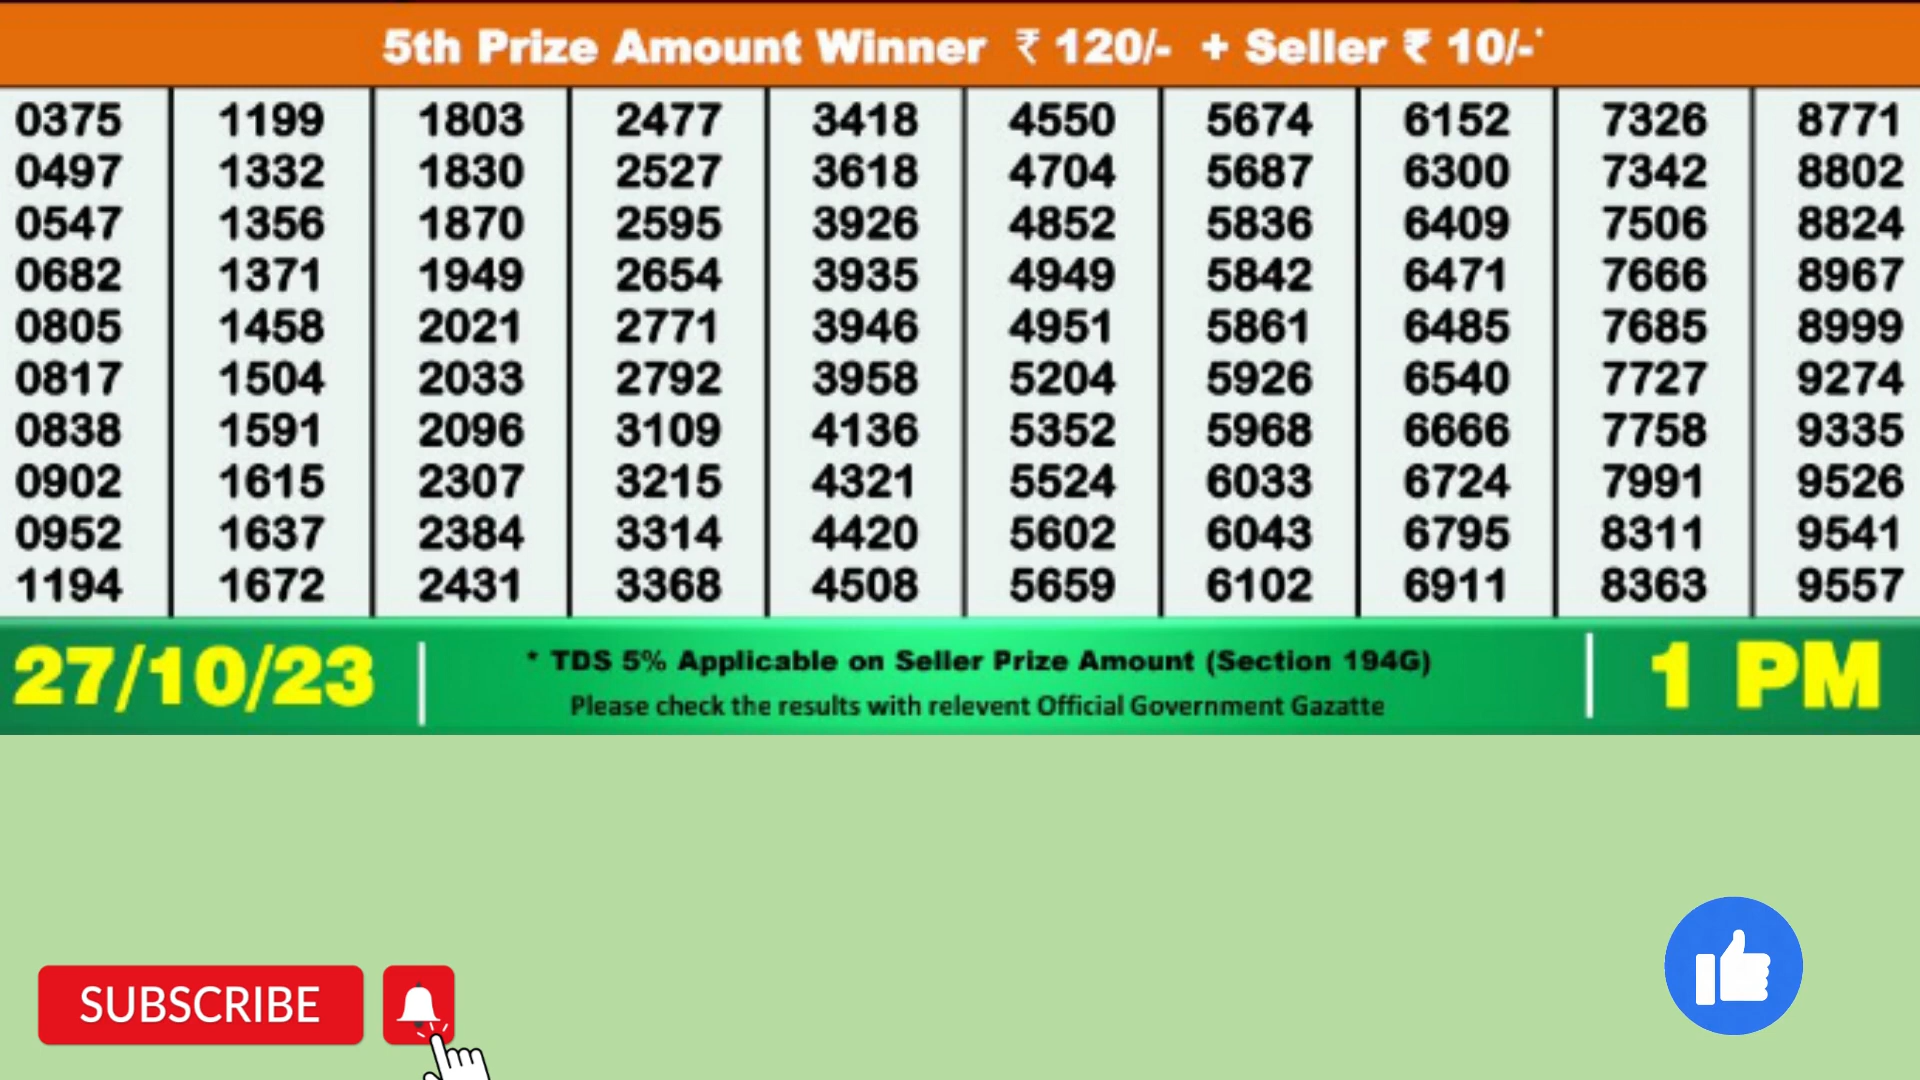 5th Prize Amount Winner ₹ 120/- + Seller ₹ 10/-*
0375 1199 1803 2477 3418 4550 5674 6152 7326 8771
0497 1332 1830 2527 3618 4704 5687 6300 7342 8802
0547 1356 1870 2595 3926 4852 5836 6409 7506 8824
0682 1371 1949 2654 3935 4949 5842 6471 7666 8967
0805 1458 2021 2771 3946 4951 5861 6485 7685 8999
0817 1504 2033 2792 3958 5204 5926 6540 7727 9274
0838 1591 2096 3109 4136 5352 5968 6666 7758 9335
0902 1615 2307 3215 4321 5524 6033 6724 7991 9526
0952 1637 2384 3314 4420 5602 6043 6795 8311 9541
1194 1672 2431 3368 4508 5659 6102 6911 8363 9557
27/10/23
* TDS 5% Applicable on Seller Prize Amount (Section 194G)
Please check the results with relevent Official Government Gazatte
1 PM
SUBSCRIBE